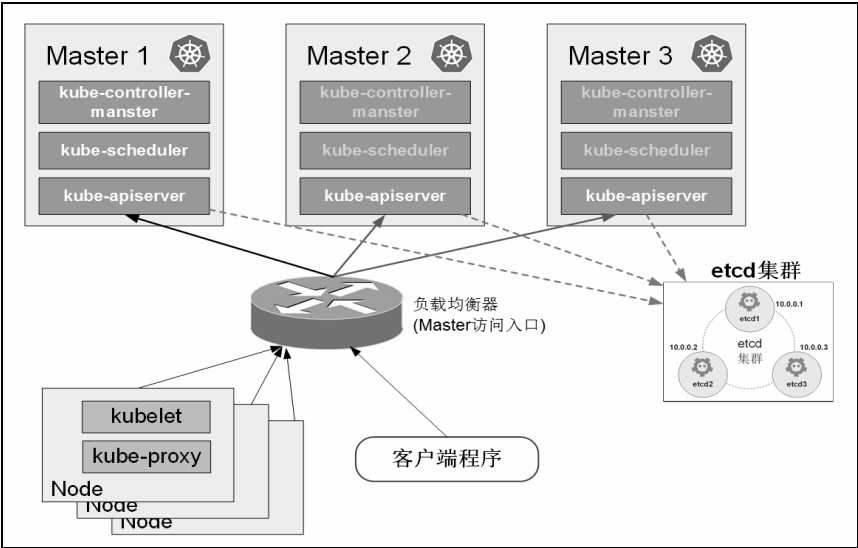 Master 1
kube-controller-
manster
kube-scheduler
kube-apiserver
Master 2
kube-controller-
manster
kube-scheduler
kube-apiserver
Master 3
kube-controller-
manster
kube-scheduler
kube-apiserver
负载均衡器
(Master访问入口)
etcd集群
etcd1
10.0.0.1
etcd
集群
10.0.0.2
etcd2
10.0.0.3
etcd3
kubelet
kube-proxy
Node
Node
Node
客户端程序